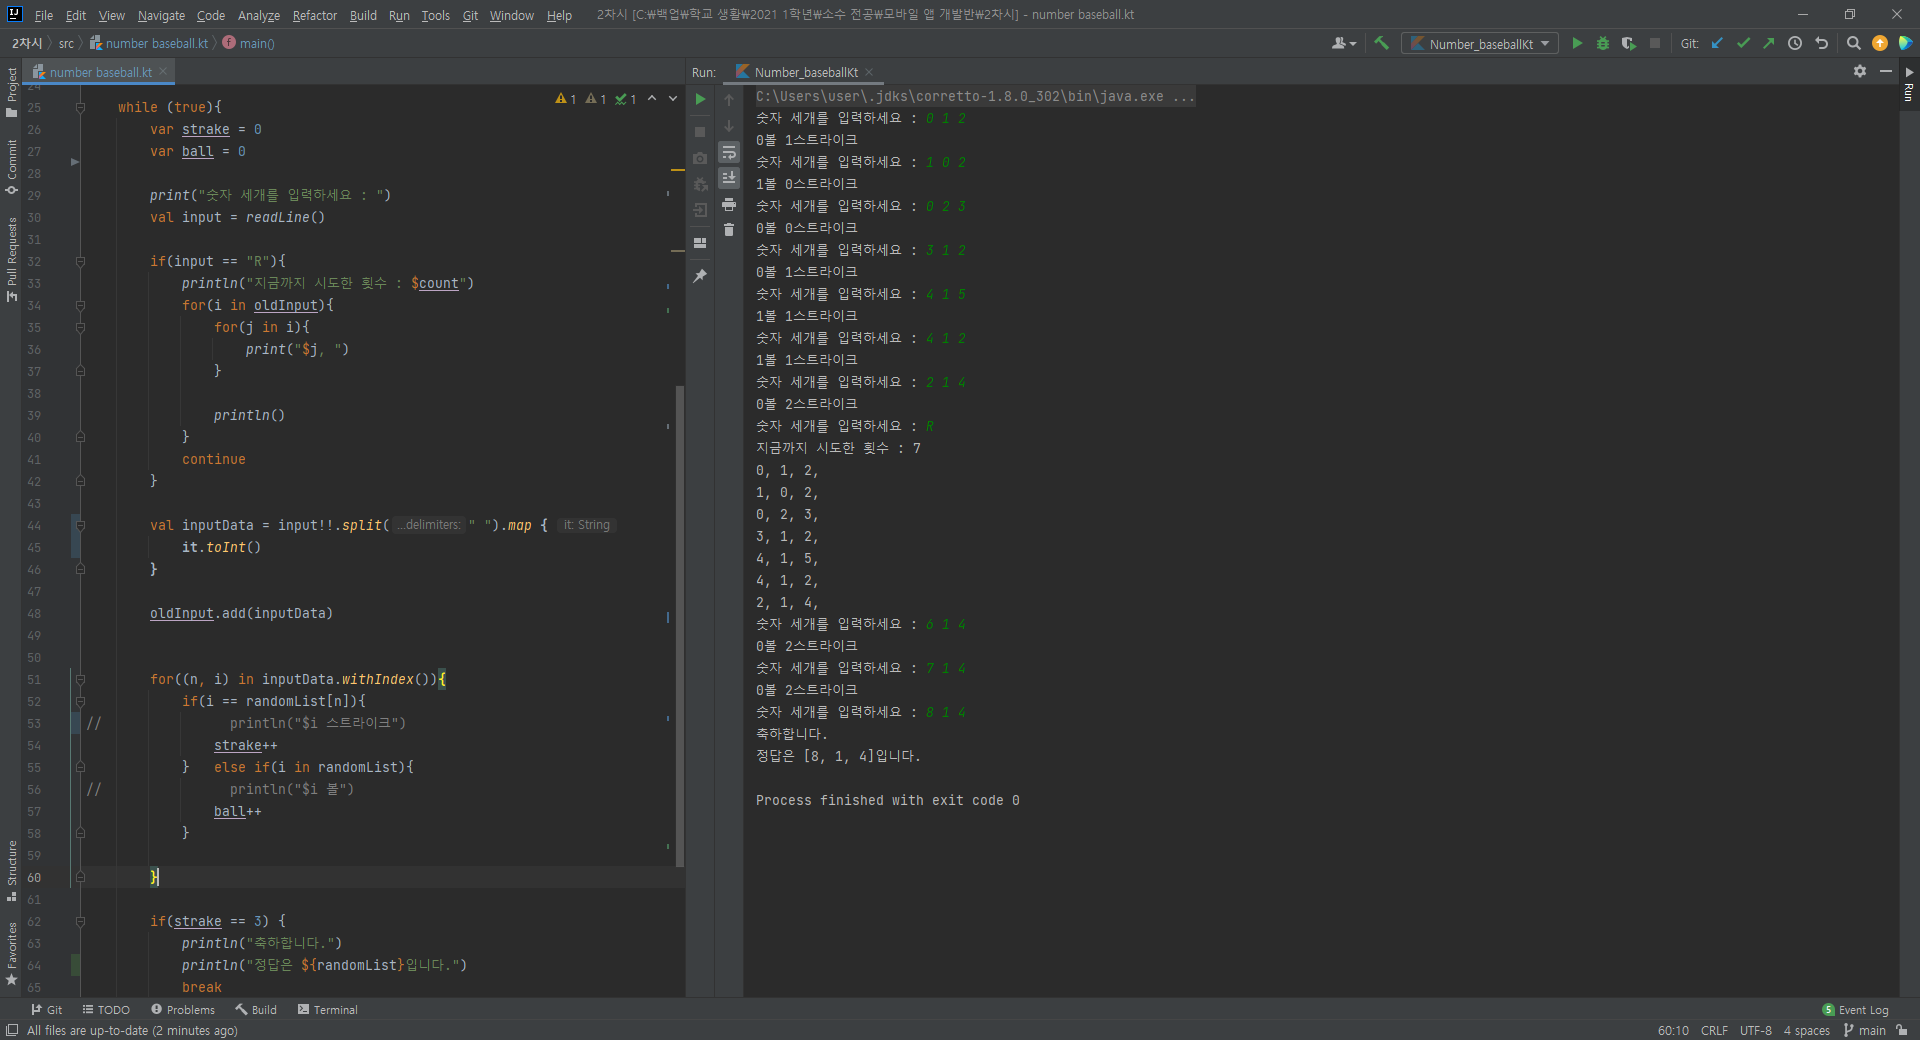 File Edit View Navigate Code Analyze Refactor Build Run Tools Git Window Help 2차시 [C:₩백업₩학교 생활₩2021 1학년₩소수 전공₩모바일 앱 개발반₩2차시] - number baseball.kt
2차시 src number baseball.kt main()
Number_baseballKt
Git:
number baseball.kt
Project
Commit
Pull Requests
Structure
Favorites
1 1 1
24
25 while (true){
26 var strake = 0
27 var ball = 0
28
29 print("숫자 세개를 입력하세요 : ")
30 val input = readLine()
31
32 if(input == "R"){
33 println("지금까지 시도한 횟수 : $count")
34 for(i in oldInput){
35 for(j in i){
36 print("$j, ")
37 }
38
39 println()
40 }
41 continue
42 }
43
44 val inputData = input!!.split( ...delimiters: " ").map { it: String
45 it.toInt()
46 }
47
48 oldInput.add(inputData)
49
50
51 for((n, i) in inputData.withIndex()){
52 if(i == randomList[n]){
53 // println("$i 스트라이크")
54 strake++
55 } else if(i in randomList){
56 // println("$i 볼")
57 ball++
58 }
59
60 }
61
62 if(strake == 3) {
63 println("축하합니다.")
64 println("정답은 ${randomList}입니다.")
65 break
Run: Number_baseballKt
Run
C:\Users\user\.jdks\corretto-1.8.0_302\bin\java.exe ...
숫자 세개를 입력하세요 : 0 1 2
0볼 1스트라이크
숫자 세개를 입력하세요 : 1 0 2
1볼 0스트라이크
숫자 세개를 입력하세요 : 0 2 3
0볼 0스트라이크
숫자 세개를 입력하세요 : 3 1 2
0볼 1스트라이크
숫자 세개를 입력하세요 : 4 1 5
1볼 1스트라이크
숫자 세개를 입력하세요 : 4 1 2
1볼 1스트라이크
숫자 세개를 입력하세요 : 2 1 4
0볼 2스트라이크
숫자 세개를 입력하세요 : R
지금까지 시도한 횟수 : 7
0, 1, 2,
1, 0, 2,
0, 2, 3,
3, 1, 2,
4, 1, 5,
4, 1, 2,
2, 1, 4,
숫자 세개를 입력하세요 : 6 1 4
0볼 2스트라이크
숫자 세개를 입력하세요 : 7 1 4
0볼 2스트라이크
숫자 세개를 입력하세요 : 8 1 4
축하합니다.
정답은 [8, 1, 4]입니다.
Process finished with exit code 0
Git TODO Problems Build Terminal
5 Event Log
All files are up-to-date (2 minutes ago)
60:10 CRLF UTF-8 4 spaces main